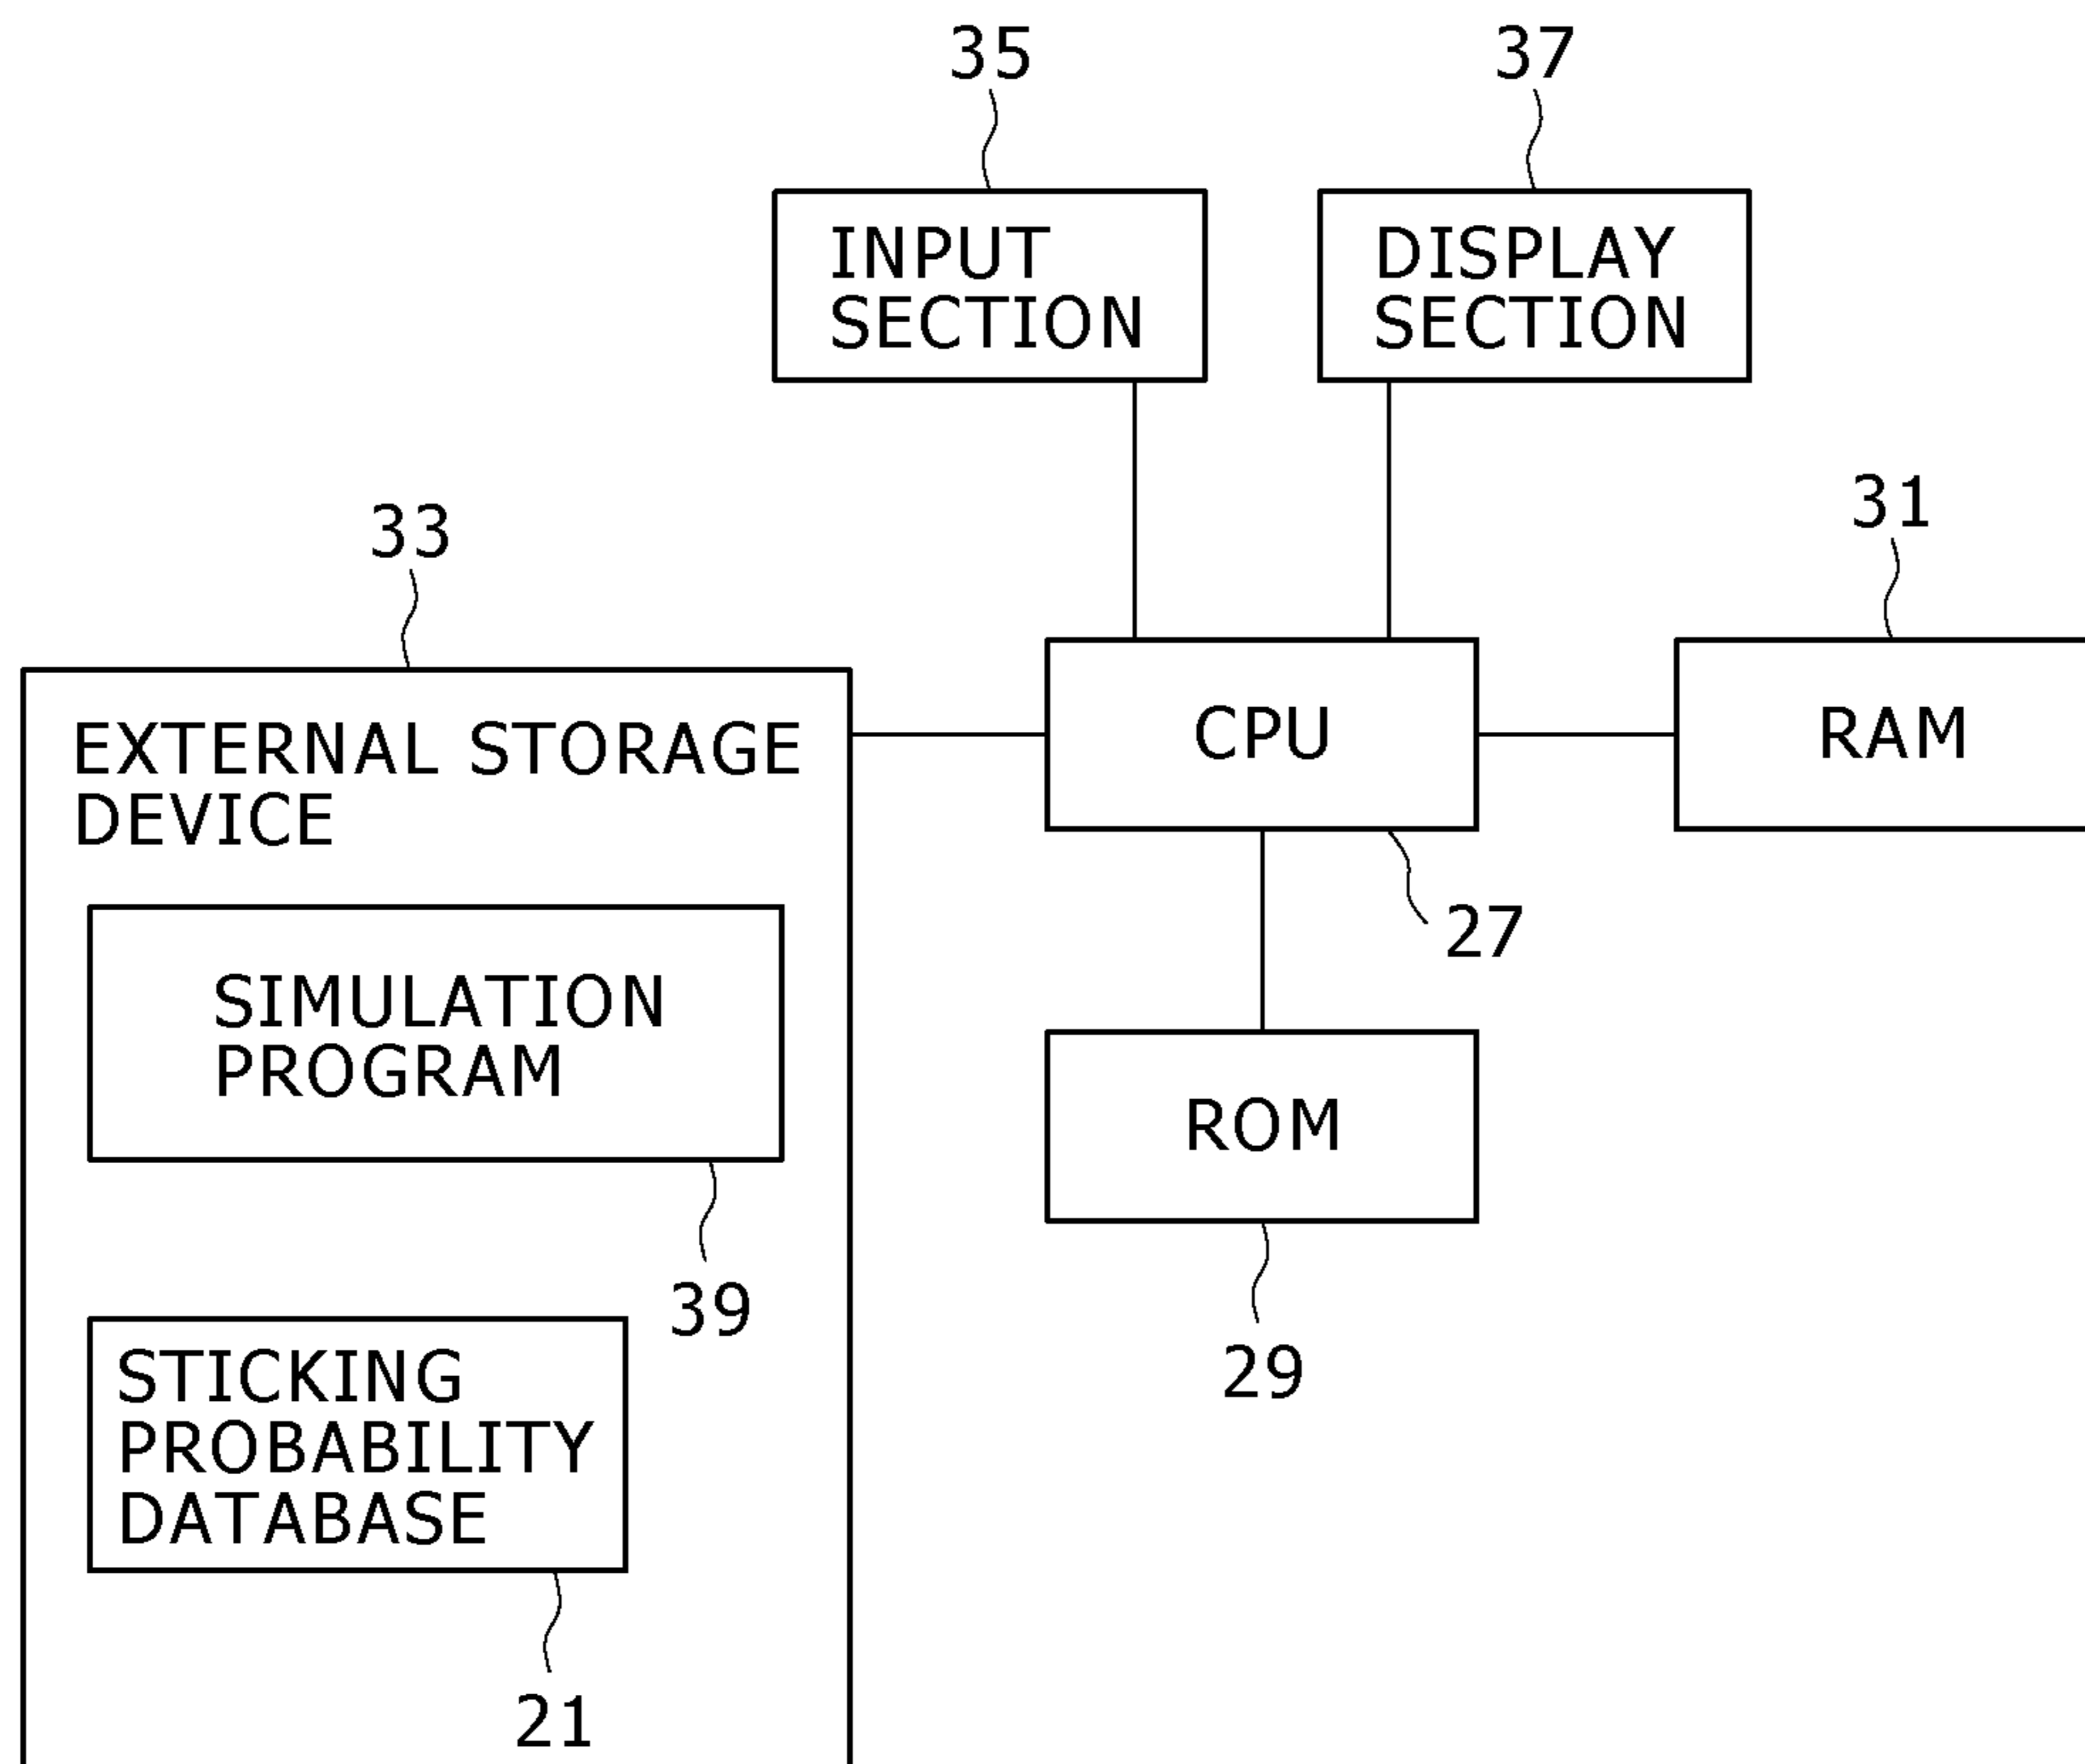 35
37
INPUT
SECTION
DISPLAY
SECTION
33
31
EXTERNAL STORAGE
DEVICE
CPU
RAM
27
SIMULATION
PROGRAM
ROM
39
29
STICKING
PROBABILITY
DATABASE
21